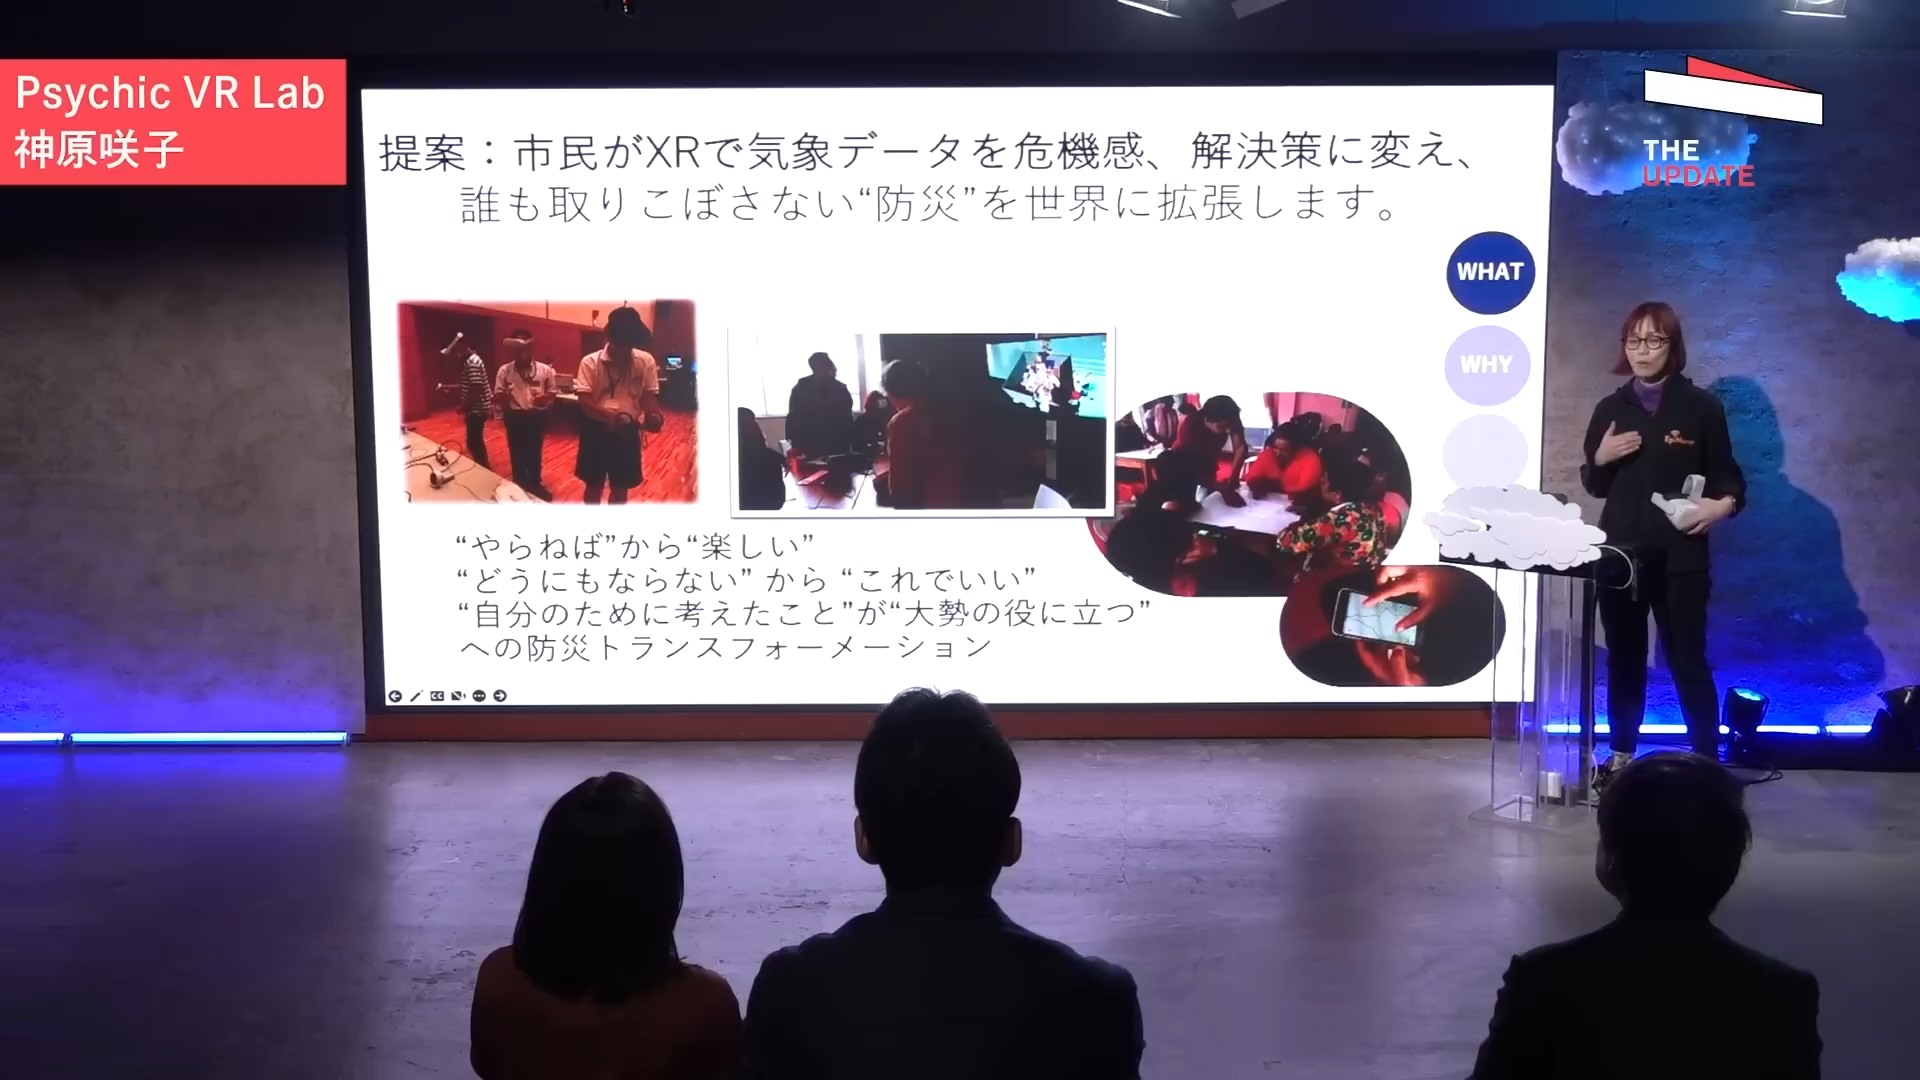 Psychic VR Lab
神原咲子
提案：市民がXRで気象データを危機感、解決策に変え、
誰も取りこぼさない“防災”を世界に拡張します。
THE
UPDATE
WHAT
WHY
“やらねば”から“楽しい”
“どうにもならない” から “これでいい”
“自分のために考えたこと”が“大勢の役に立つ”
への防災トランスフォーメーション